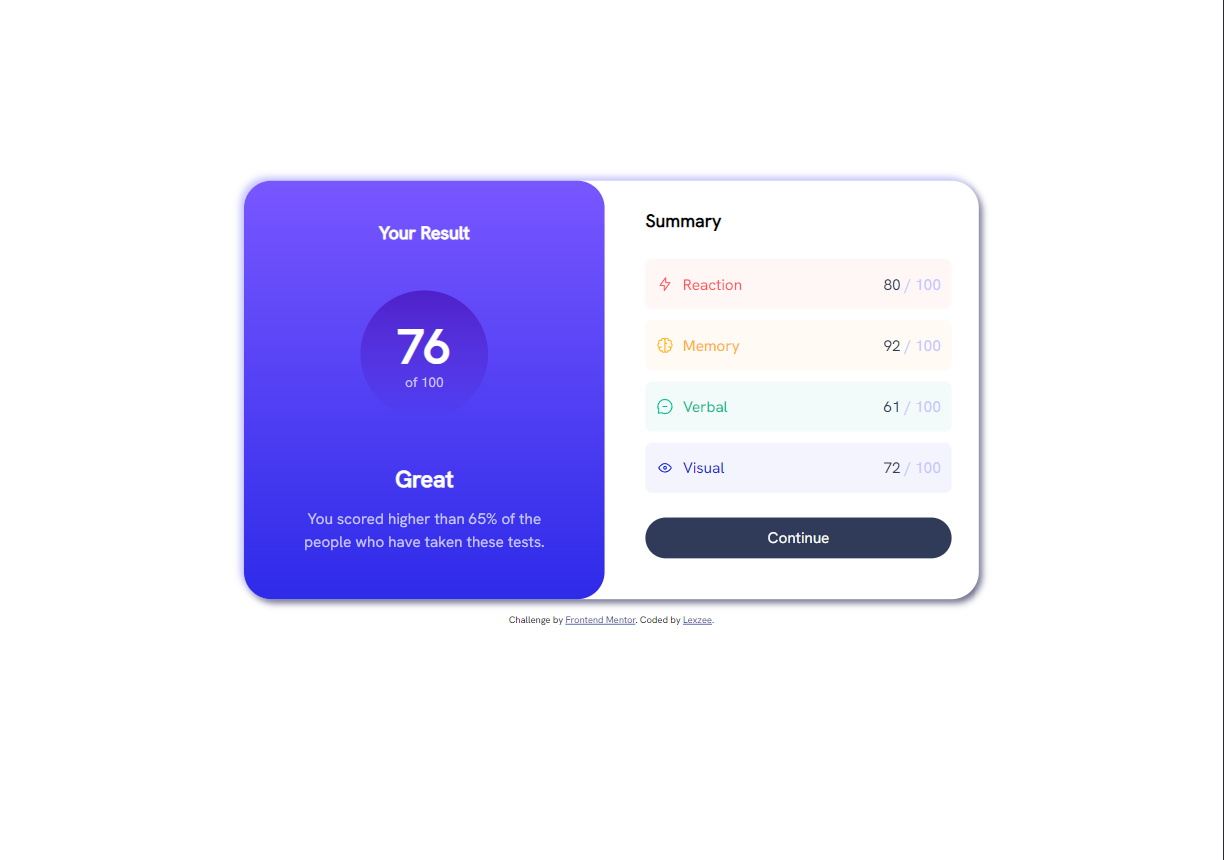 Your Result
76
of 100
Great
You scored higher than 65% of the
people who have taken these tests.
Summary
Reaction 80 / 100
Memory 92 / 100
Verbal 61 / 100
Visual 72 / 100
Continue
Challenge by Frontend Mentor. Coded by Lexzee.